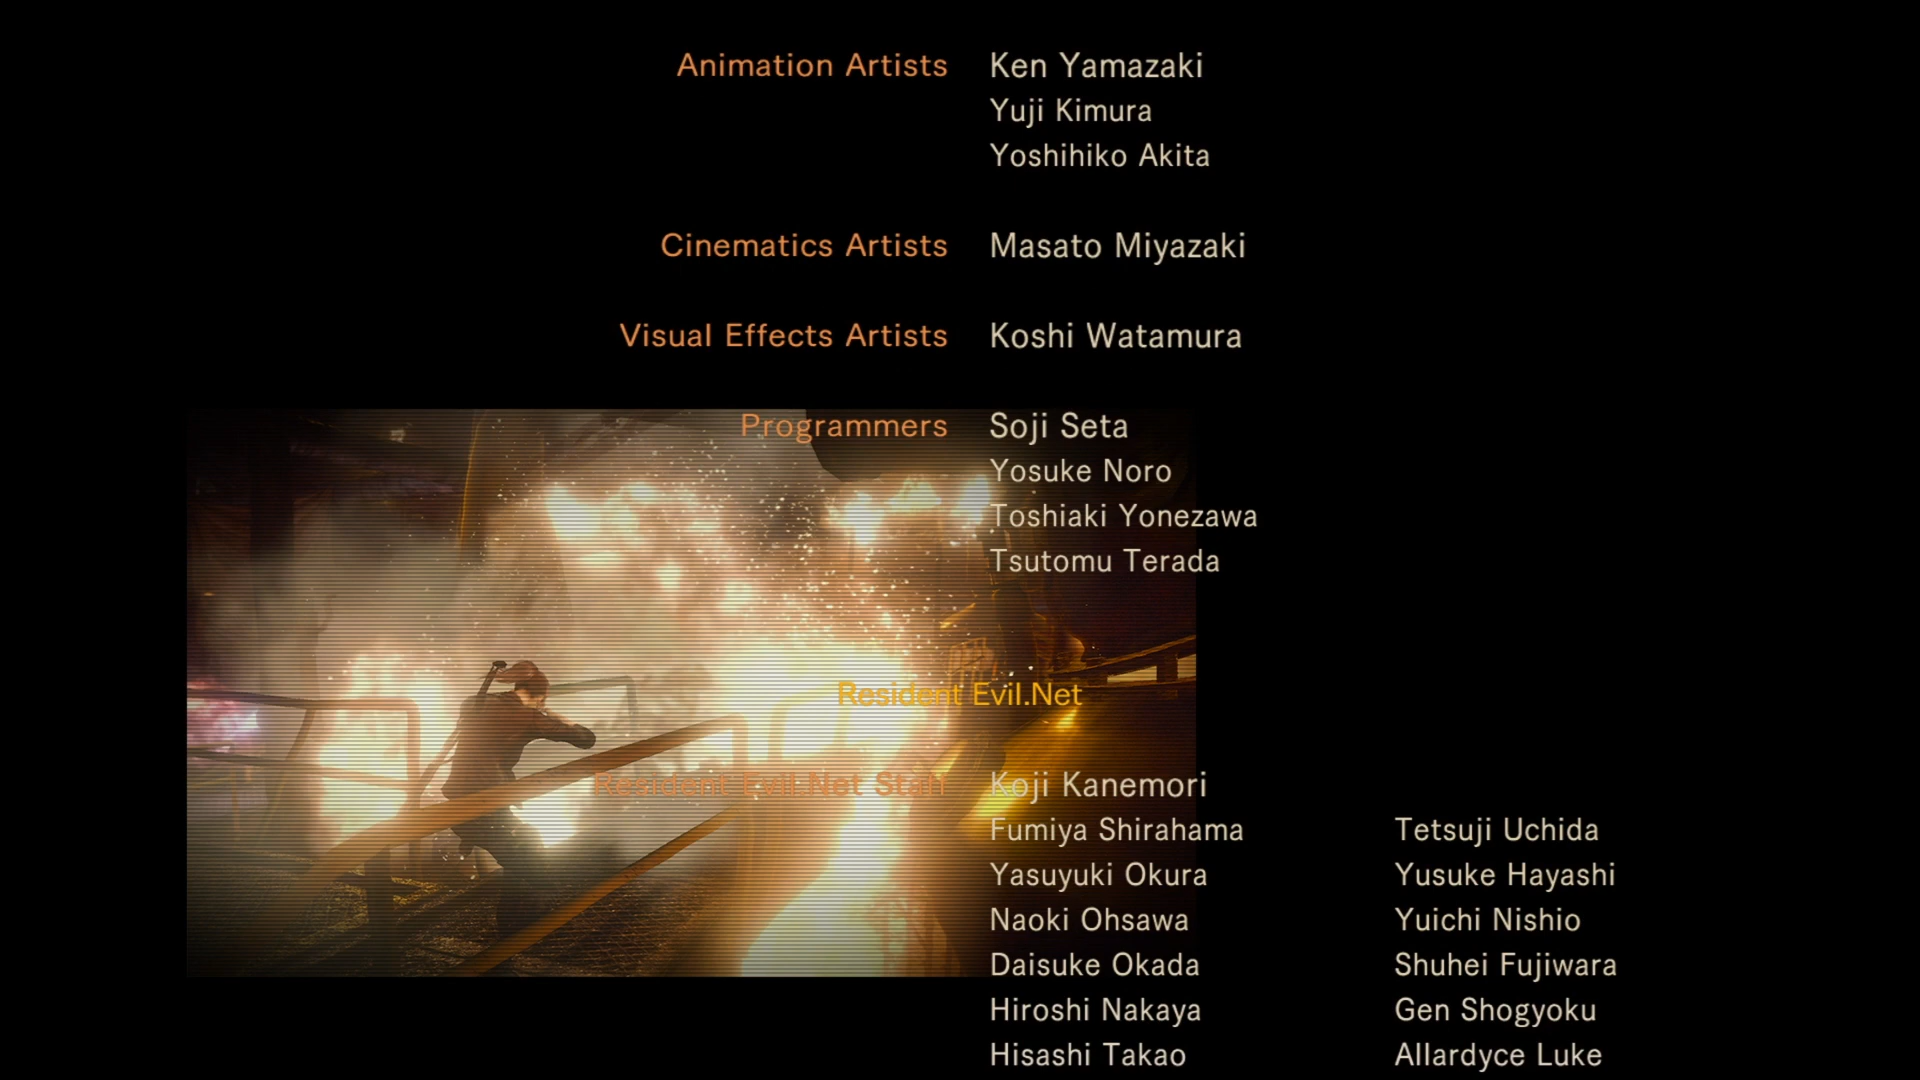 Animation Artists Ken Yamazaki
Yuji Kimura
Yoshihiko Akita
Cinematics Artists Masato Miyazaki
Visual Effects Artists Koshi Watamura
Programmers Soji Seta
Yosuke Noro
Toshiaki Yonezawa
Tsutomu Terada
Resident Evil.Net
Resident Evil.Net Staff Koji Kanemori
Fumiya Shirahama Tetsuji Uchida
Yasuyuki Okura Yusuke Hayashi
Naoki Ohsawa Yuichi Nishio
Daisuke Okada Shuhei Fujiwara
Hiroshi Nakaya Gen Shogyoku
Hisashi Takao Allardyce Luke